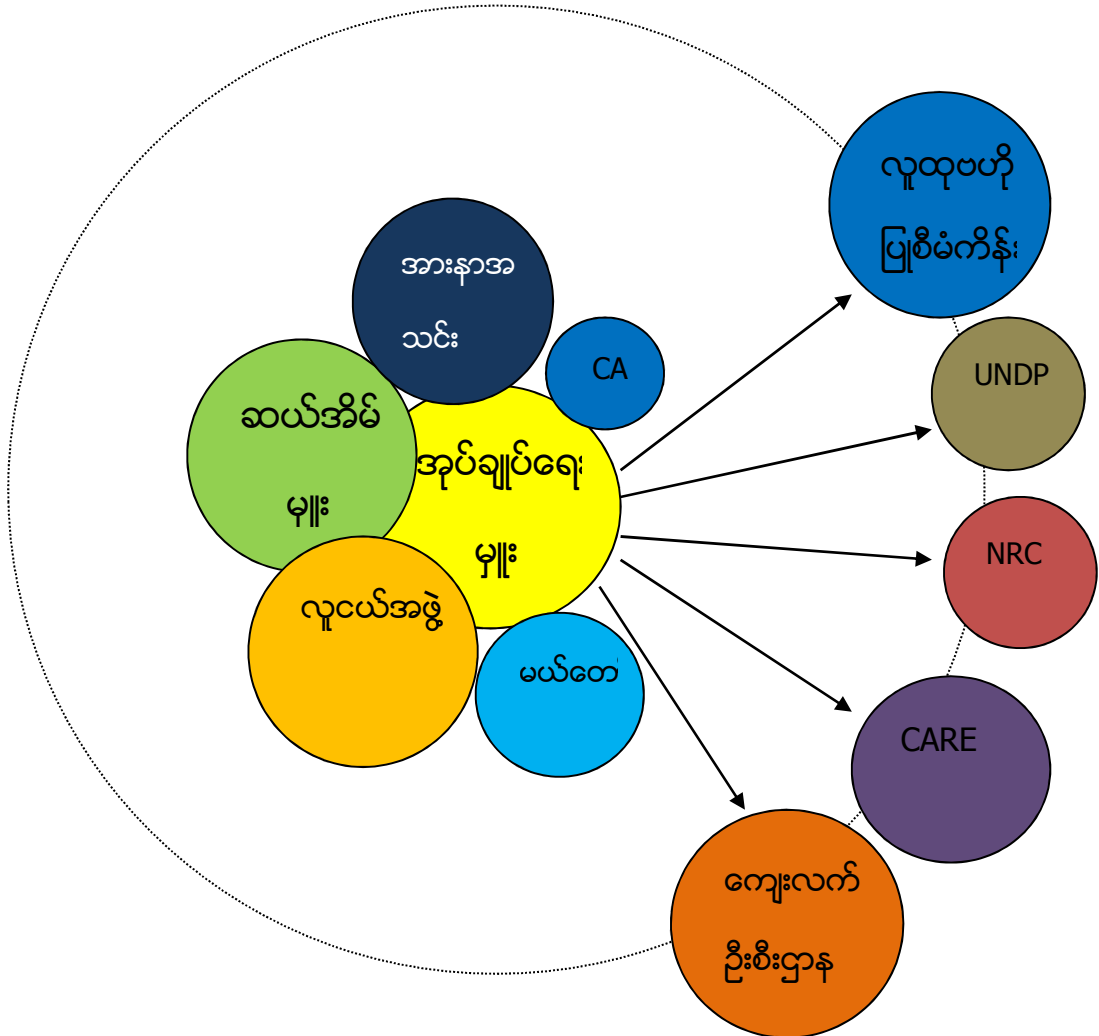 လူထုဗဟို
ပြုစီမံကိန်း
အားနာအ
သင်း
CA
UNDP
ဆယ်အိမ်
မှူး
အုပ်ချုပ်ရေး
မှူး
NRC
လူငယ်အဖွဲ့
မယ်တော်
CARE
ကျေးလက်
ဦးစီးဌာန